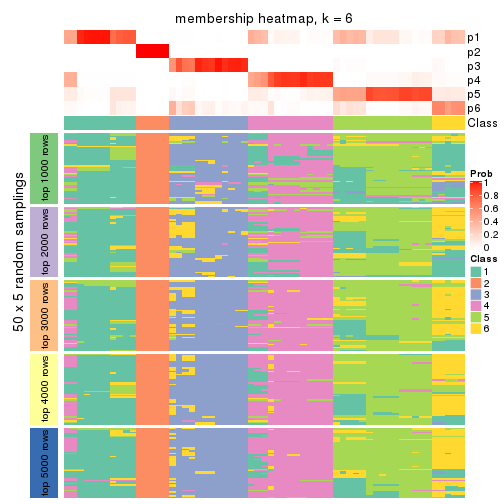 membership heatmap, k = 6
p1
p2
p3
p4
p5
p6
Class
50 x 5 random samplings
top 1000 rows
top 2000 rows
top 3000 rows
top 4000 rows
top 5000 rows
Prob
1
0.8
0.6
0.4
0.2
0
Class
1
2
3
4
5
6